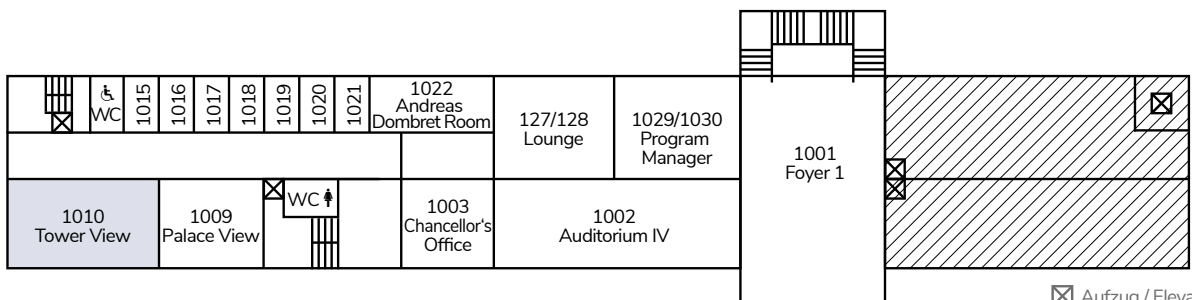 WC
1015
1016
1017
1018
1019
1020
1021
1022
Andreas
Dombret Room
127/128
Lounge
1029/1030
Program
Manager
1001
Foyer 1
1010
Tower View
1009
Palace View
WC
1003
Chancellor's
Office
1002
Auditorium IV
Aufzug / Eleva